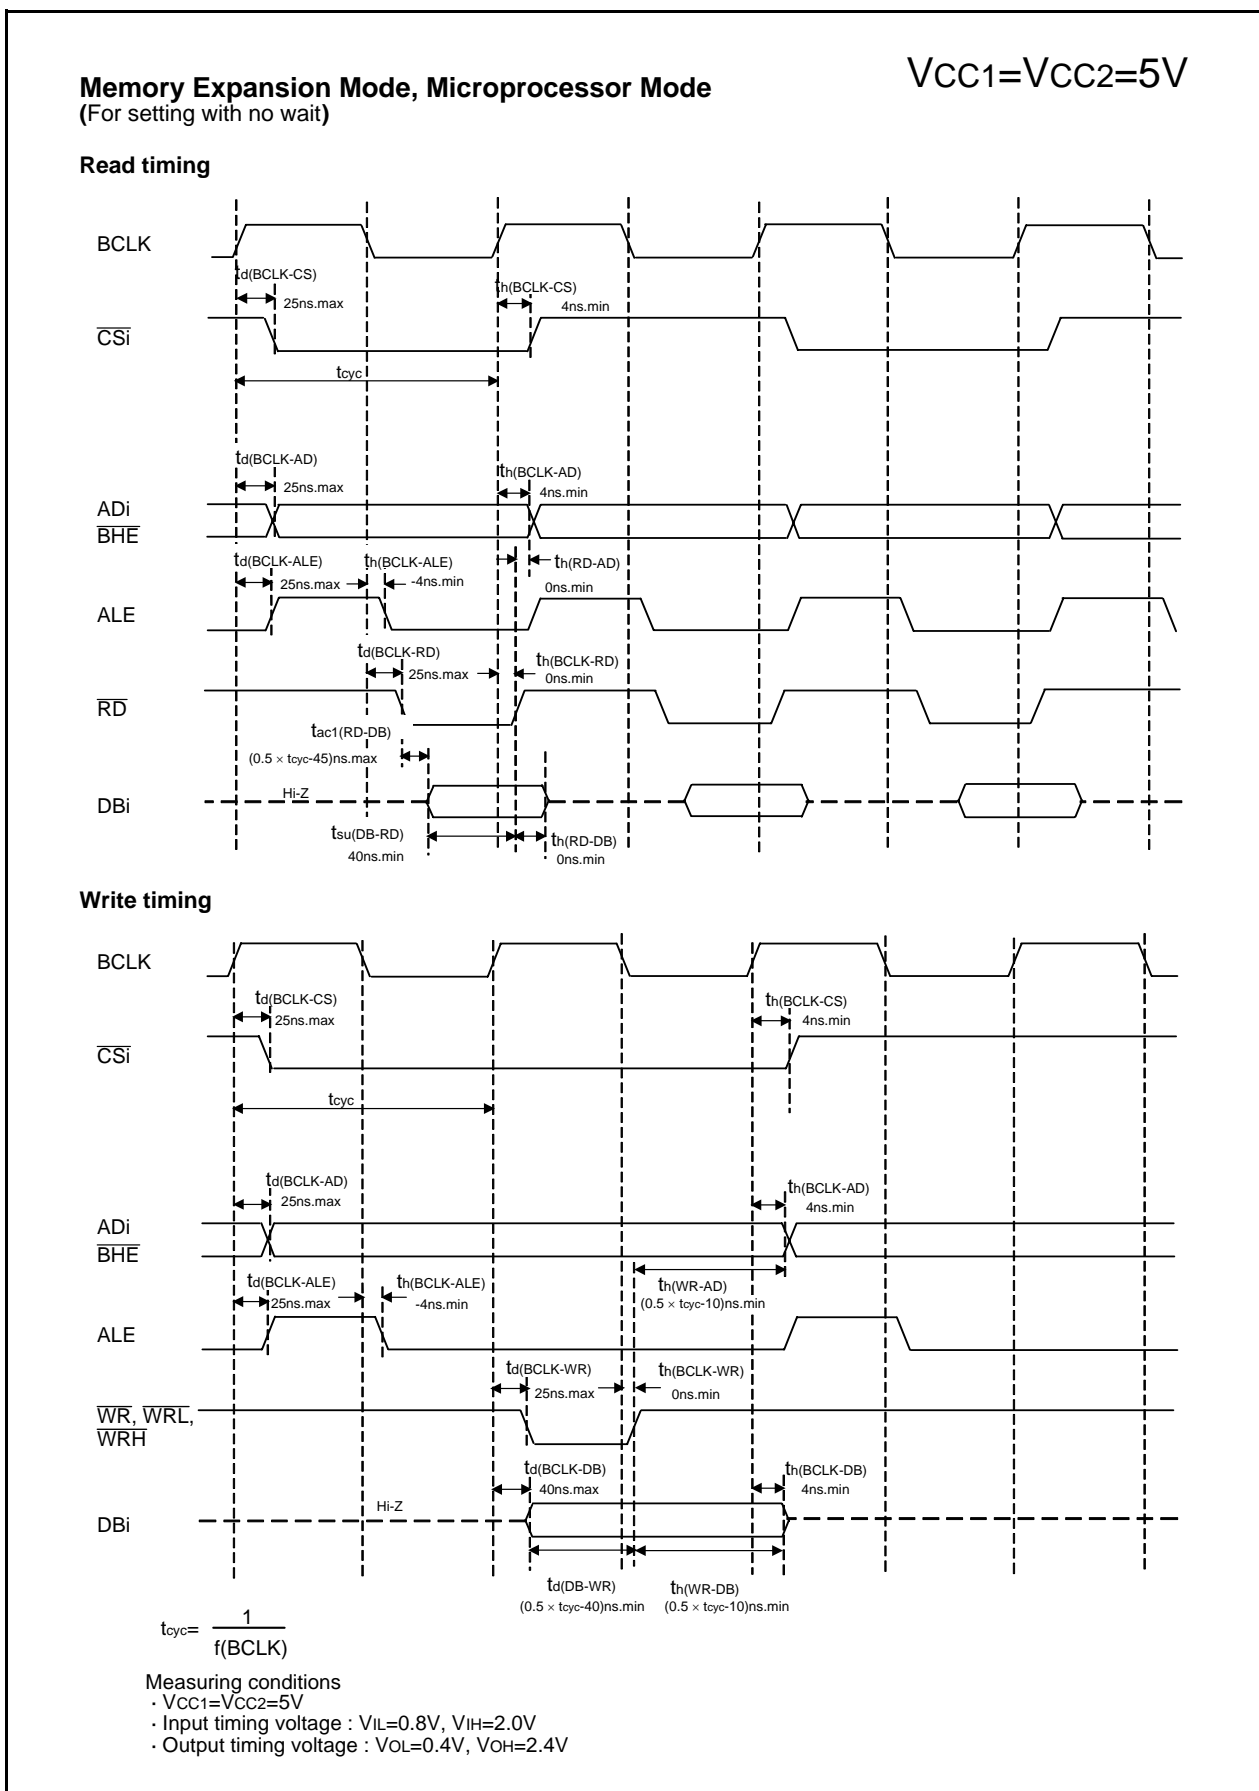 VCC1=VCC2=5V
Memory Expansion Mode, Microprocessor Mode
(For setting with no wait)
Read timing
BCLK
td(BCLK-CS)
25ns.max
th(BCLK-CS)
4ns.min
CSi
tcyc
td(BCLK-AD)
25ns.max
th(BCLK-AD)
4ns.min
ADi
BHE
td(BCLK-ALE)
25ns.max
th(BCLK-ALE)
-4ns.min
th(RD-AD)
0ns.min
ALE
td(BCLK-RD)
25ns.max
th(BCLK-RD)
0ns.min
RD
tac1(RD-DB)
(0.5 × tcyc-45)ns.max
DBi
Hi-Z
tsu(DB-RD)
40ns.min
th(RD-DB)
0ns.min
Write timing
BCLK
td(BCLK-CS)
25ns.max
th(BCLK-CS)
4ns.min
CSi
tcyc
td(BCLK-AD)
25ns.max
th(BCLK-AD)
4ns.min
ADi
BHE
td(BCLK-ALE)
25ns.max
th(BCLK-ALE)
-4ns.min
th(WR-AD)
(0.5 × tcyc-10)ns.min
ALE
td(BCLK-WR)
25ns.max
th(BCLK-WR)
0ns.min
WR, WRL,
WRH
td(BCLK-DB)
40ns.max
th(BCLK-DB)
4ns.min
Hi-Z
DBi
td(DB-WR)
(0.5 × tcyc-40)ns.min
th(WR-DB)
(0.5 × tcyc-10)ns.min
tcyc= 1
f(BCLK)
Measuring conditions
· VCC1=VCC2=5V
· Input timing voltage : VIL=0.8V, VIH=2.0V
· Output timing voltage : VOL=0.4V, VOH=2.4V